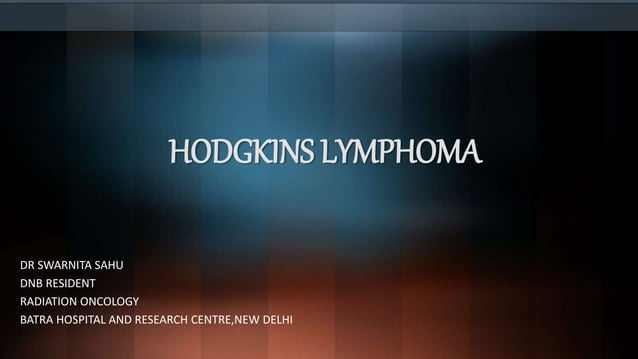 HODGKINS LYMPHOMA
DR SWARNITA SAHU
DNB RESIDENT
RADIATION ONCOLOGY
BATRA HOSPITAL AND RESEARCH CENTRE,NEW DELHI